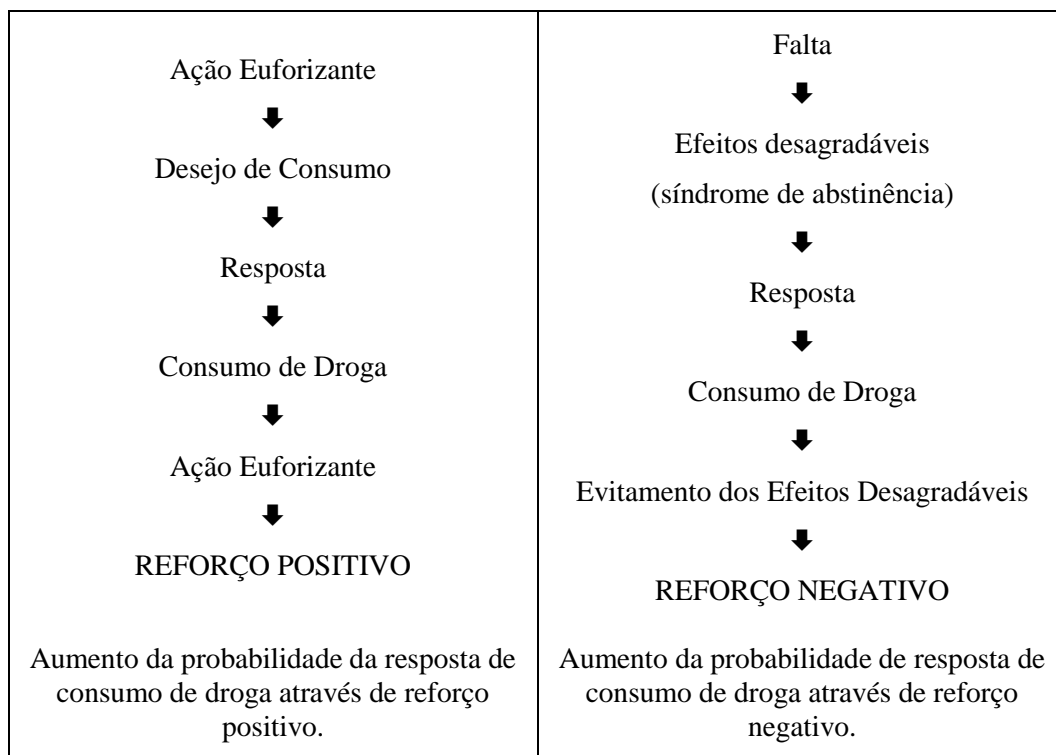 Ação Euforizante
🡇
Desejo de Consumo
🡇
Resposta
🡇
Consumo de Droga
🡇
Ação Euforizante
🡇
REFORÇO POSITIVO
Aumento da probabilidade da resposta de
consumo de droga através de reforço
positivo.
Falta
🡇
Efeitos desagradáveis
(síndrome de abstinência)
🡇
Resposta
🡇
Consumo de Droga
🡇
Evitamento dos Efeitos Desagradáveis
🡇
REFORÇO NEGATIVO
Aumento da probabilidade de resposta de
consumo de droga através de reforço
negativo.